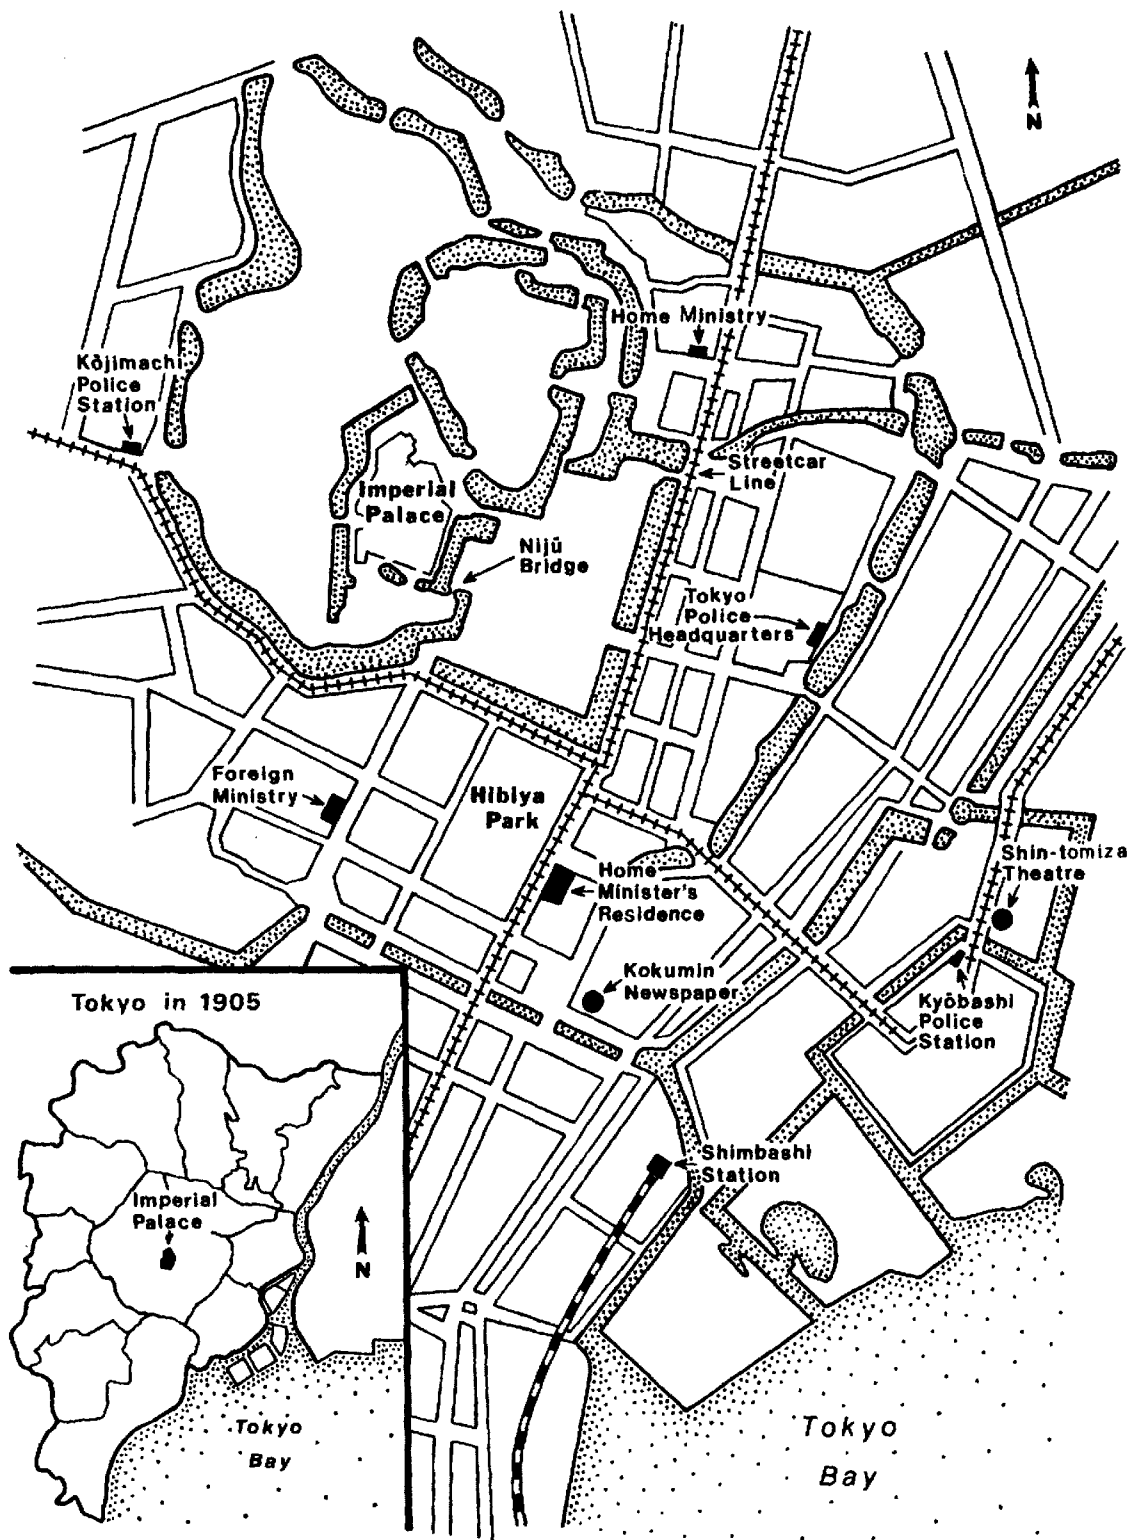 N
Home Ministry
Kōjimachi
Police
Station
Streetcar
Line
Imperial
Palace
Nijū
Bridge
Tokyo
Police
Headquarters
Foreign
Ministry
Hibiya
Park
Shin-tomiza
Theatre
Home
Minister's
Residence
Kokumin
Newspaper
Kyōbashi
Police
Station
Shimbashi
Station
Tokyo
Bay
Tokyo in 1905
Imperial
Palace
N
Tokyo
Bay